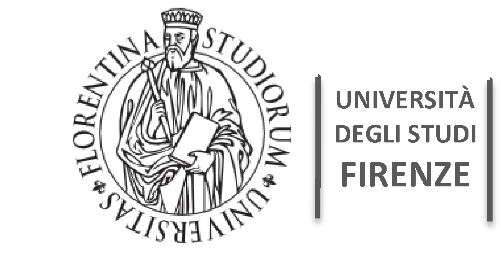 FLORENTINA STUDIORUM UNIVERSITAS
UNIVERSITÀ
DEGLI STUDI
FIRENZE